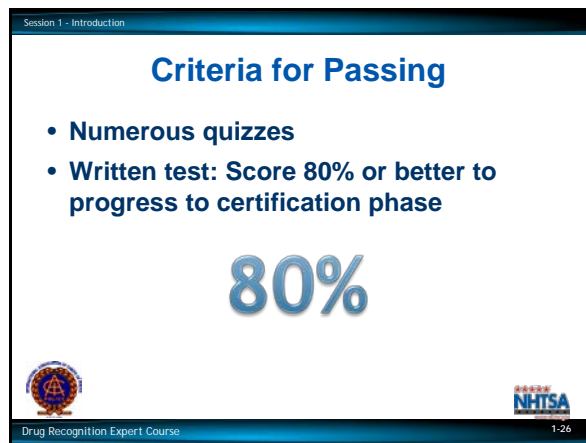 Session 1 - Introduction
Criteria for Passing
• Numerous quizzes
• Written test: Score 80% or better to
progress to certification phase
80%
NHTSA
Drug Recognition Expert Course
1-26